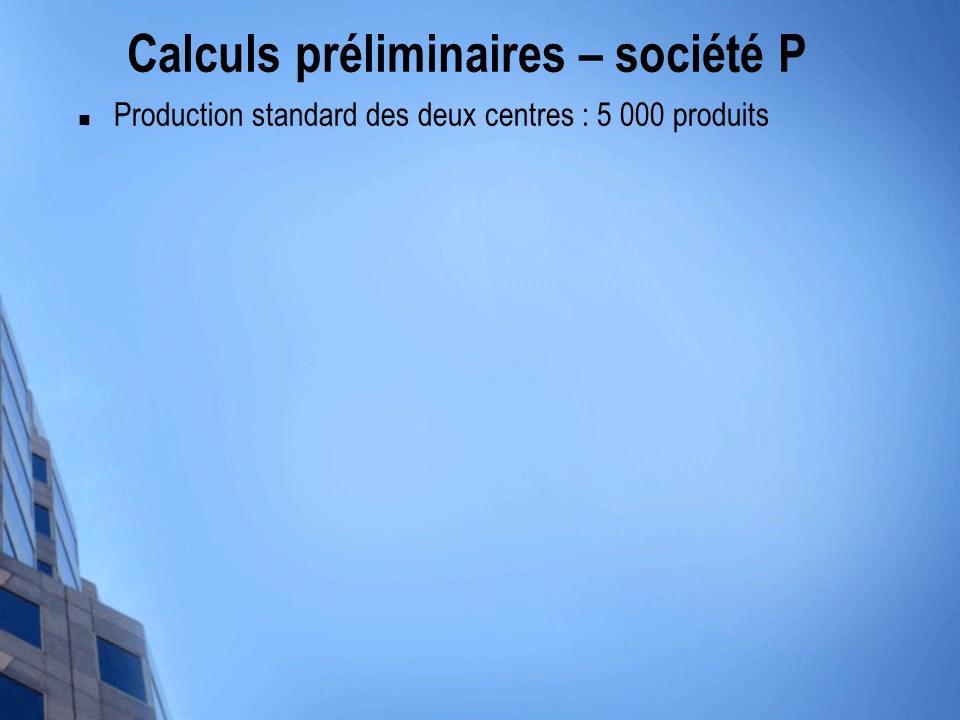 Calculs préliminaires – société P
■ Production standard des deux centres : 5 000 produits